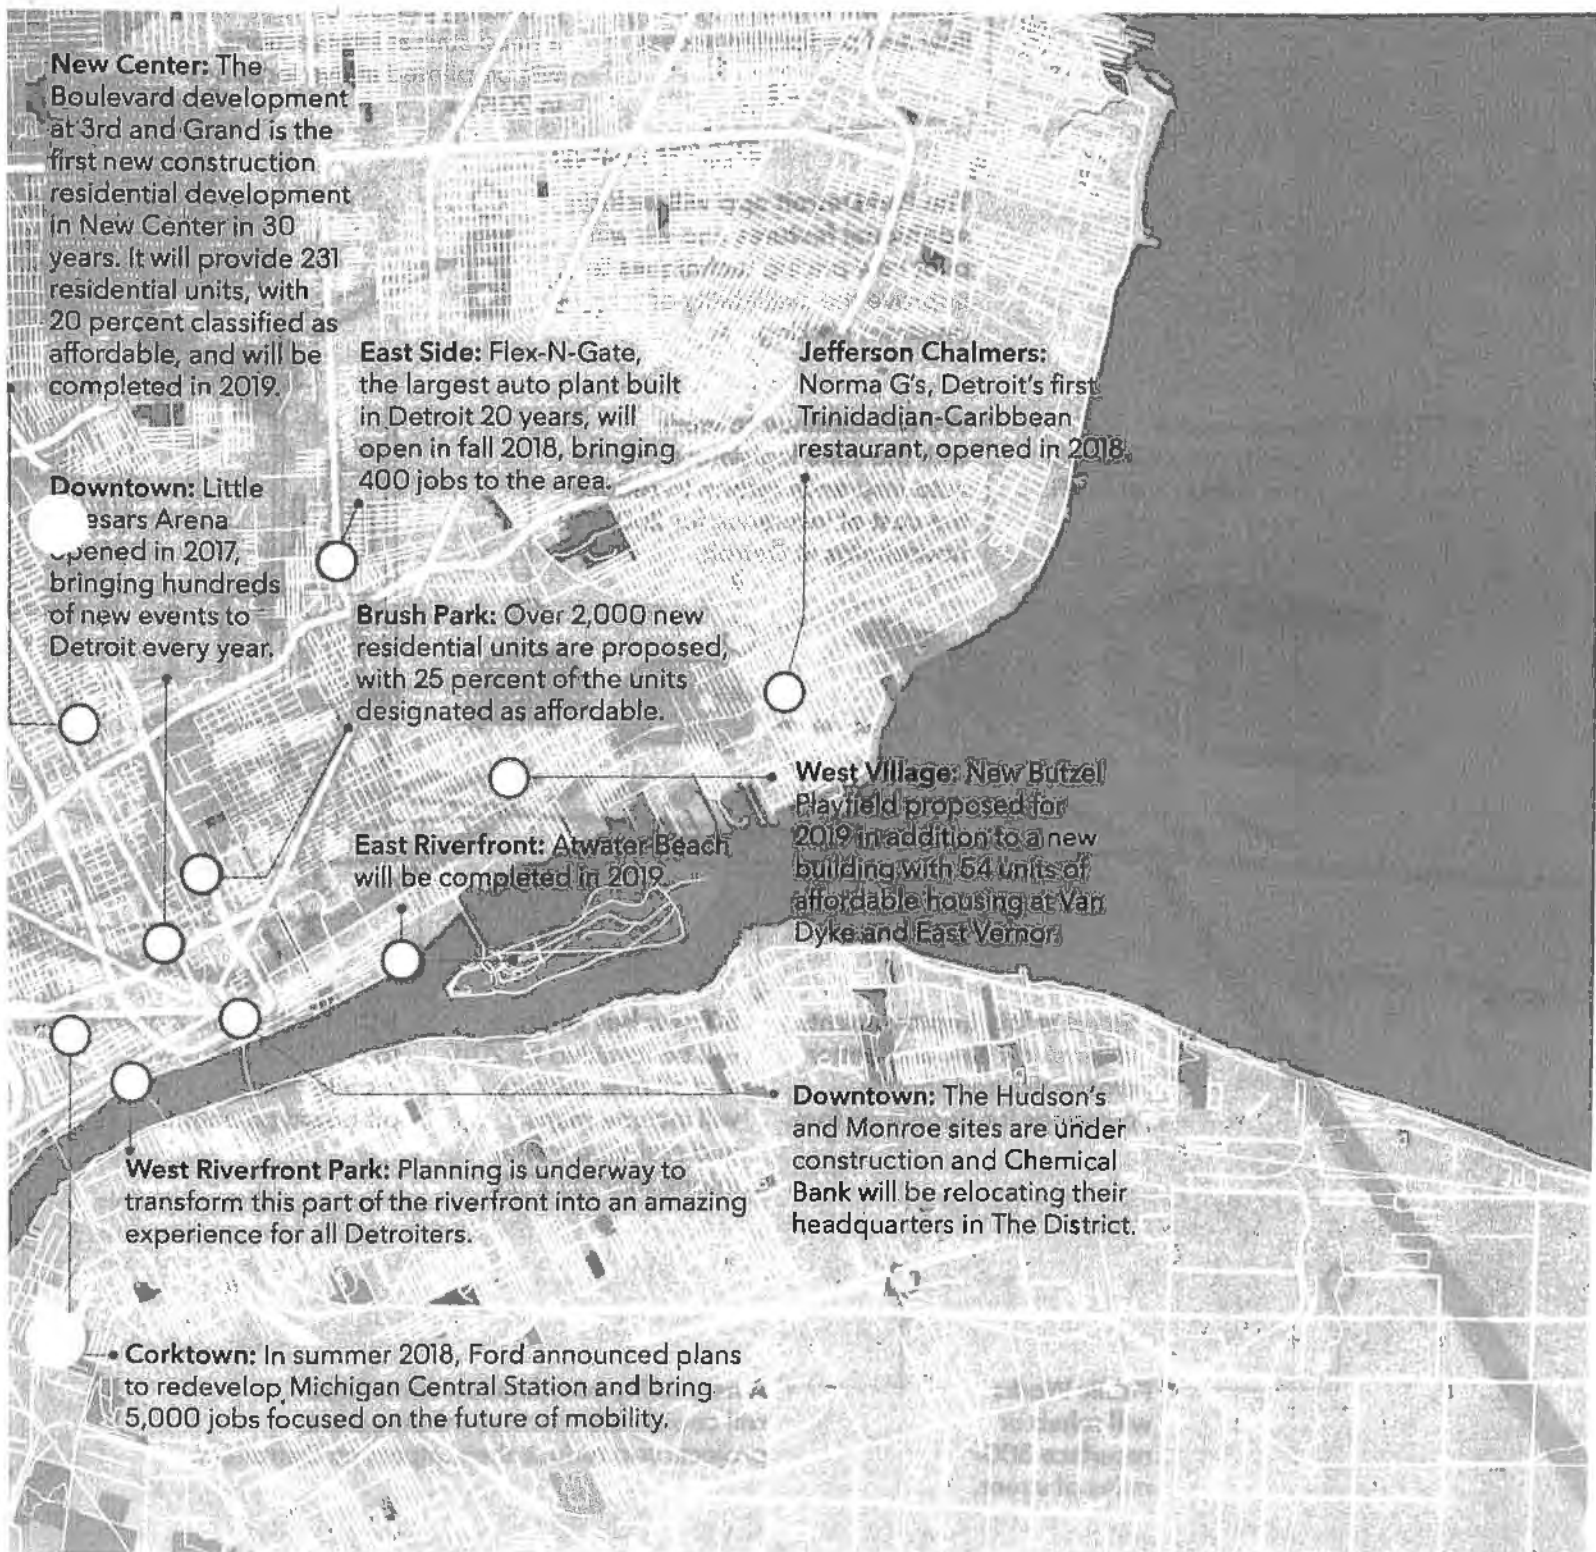 New Center: The
Boulevard development
at 3rd and Grand is the
first new construction
residential development
in New Center in 30
years. It will provide 231
residential units, with
20 percent classified as
affordable, and will be
completed in 2019.
East Side: Flex-N-Gate,
the largest auto plant built
in Detroit 20 years, will
open in fall 2018, bringing
400 jobs to the area.
Jefferson Chalmers:
Norma G's, Detroit's first
Trinidadian-Caribbean
restaurant, opened in 2018.
Downtown: Little
esars Arena
opened in 2017,
bringing hundreds
of new events to
Detroit every year.
Brush Park: Over 2,000 new
residential units are proposed,
with 25 percent of the units
designated as affordable.
West Village: New Butzel
Playfield proposed for
2019 in addition to a new
building with 54 units of
affordable housing at Van
Dyke and East Vernor.
East Riverfront: Atwater Beach
will be completed in 2019.
Downtown: The Hudson's
and Monroe sites are under
construction and Chemical
Bank will be relocating their
headquarters in The District.
West Riverfront Park: Planning is underway to
transform this part of the riverfront into an amazing
experience for all Detroiters.
Corktown: In summer 2018, Ford announced plans
to redevelop Michigan Central Station and bring
5,000 jobs focused on the future of mobility.